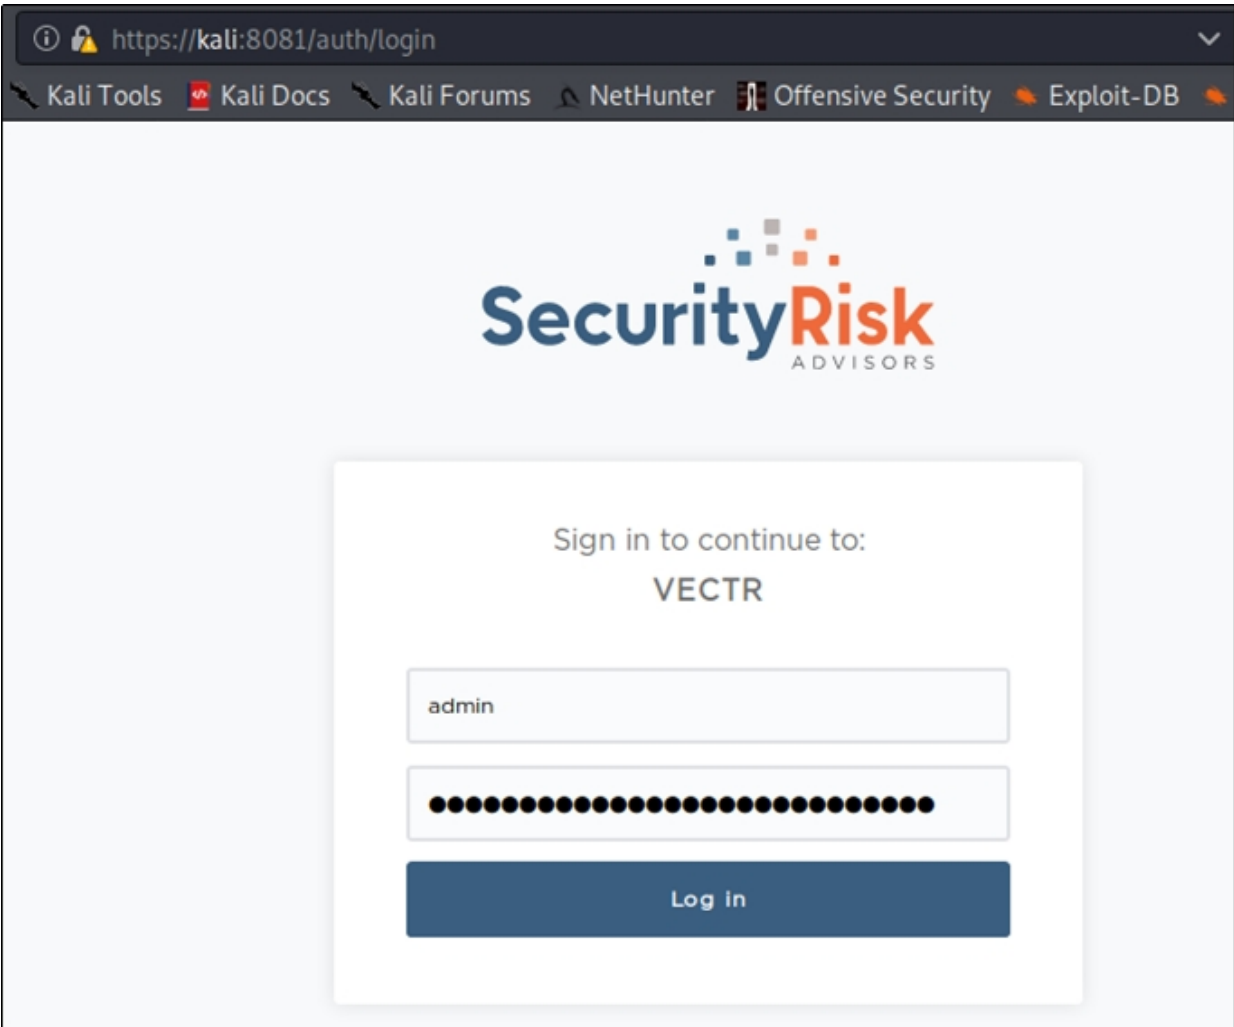 https://kali:8081/auth/login
Kali Tools Kali Docs Kali Forums NetHunter Offensive Security Exploit-DB
SecurityRisk
ADVISORS
Sign in to continue to:
VECTR
admin
●●●●●●●●●●●●●●●●●●●●●●●●●●●●
Log in